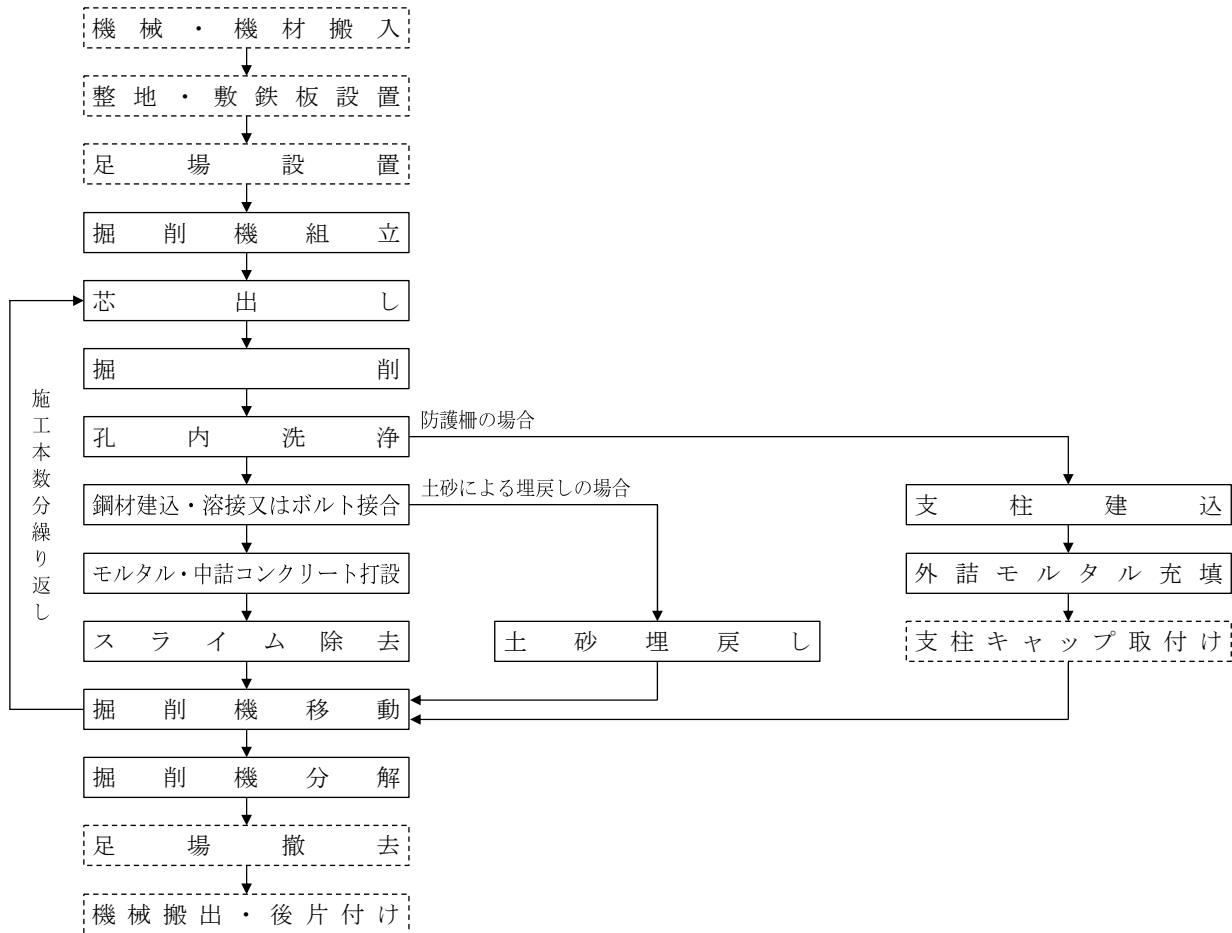 機械・機材搬入
整地・敷鉄板設置
足場設置
掘削機組立
芯出し
掘削
孔内洗浄
防護柵の場合
鋼材建込・溶接又はボルト接合
土砂による埋戻しの場合
支柱建込
モルタル・中詰コンクリート打設
外詰モルタル充填
スライム除去
土砂埋戻し
支柱キャップ取付け
掘削機移動
施工本数分繰り返し
掘削機分解
足場撤去
機械搬出・後片付け